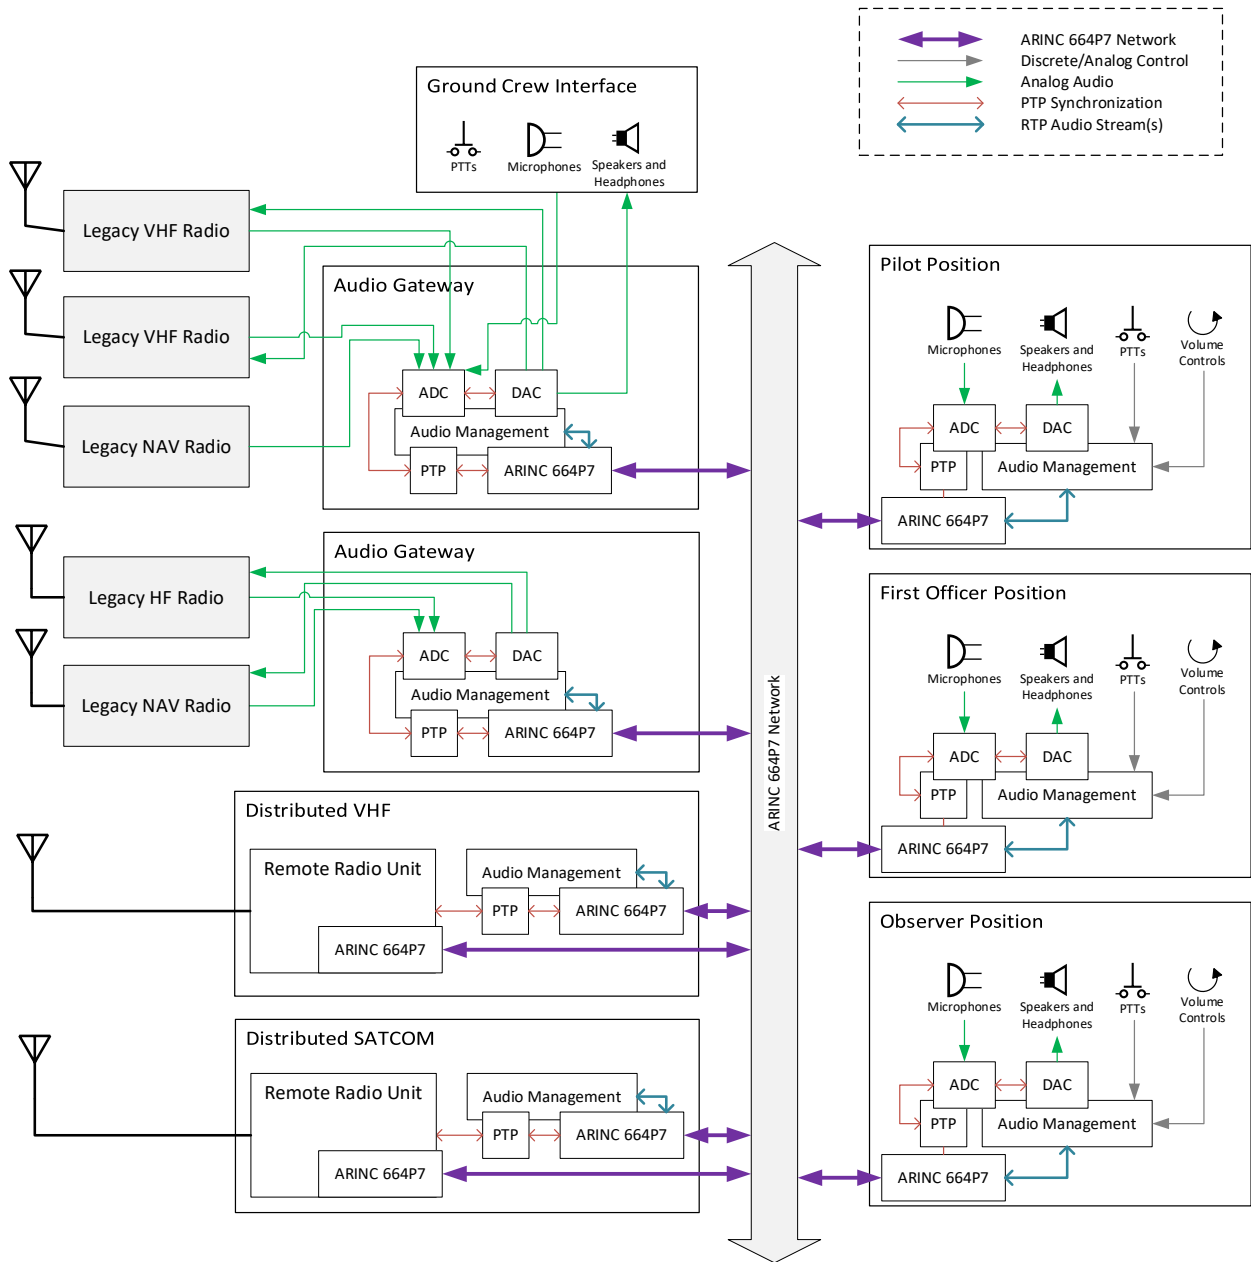 ARINC 664P7 Network
Discrete/Analog Control
Analog Audio
PTP Synchronization
RTP Audio Stream(s)
Ground Crew Interface
PTTs
Microphones
Speakers and
Headphones
Legacy VHF Radio
Legacy VHF Radio
Legacy NAV Radio
Audio Gateway
ADC
DAC
Audio Management
PTP
ARINC 664P7
Legacy HF Radio
Legacy NAV Radio
Audio Gateway
ADC
DAC
Audio Management
PTP
ARINC 664P7
Distributed VHF
Remote Radio Unit
Audio Management
PTP
ARINC 664P7
ARINC 664P7
Distributed SATCOM
Remote Radio Unit
Audio Management
PTP
ARINC 664P7
ARINC 664P7
ARINC 664P7 Network
Pilot Position
Microphones
Speakers and
Headphones
PTTs
Volume
Controls
ADC
DAC
PTP
Audio Management
ARINC 664P7
First Officer Position
Microphones
Speakers and
Headphones
PTTs
Volume
Controls
ADC
DAC
PTP
Audio Management
ARINC 664P7
Observer Position
Microphones
Speakers and
Headphones
PTTs
Volume
Controls
ADC
DAC
PTP
Audio Management
ARINC 664P7